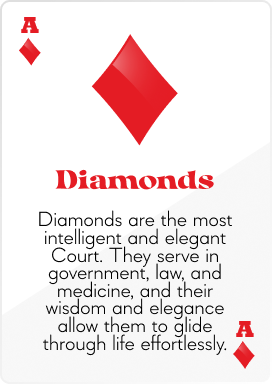 A
Diamonds
Diamonds are the most
intelligent and elegant
Court. They serve in
government, law, and
medicine, and their
wisdom and elegance
allow them to glide
through life effortlessly.
A